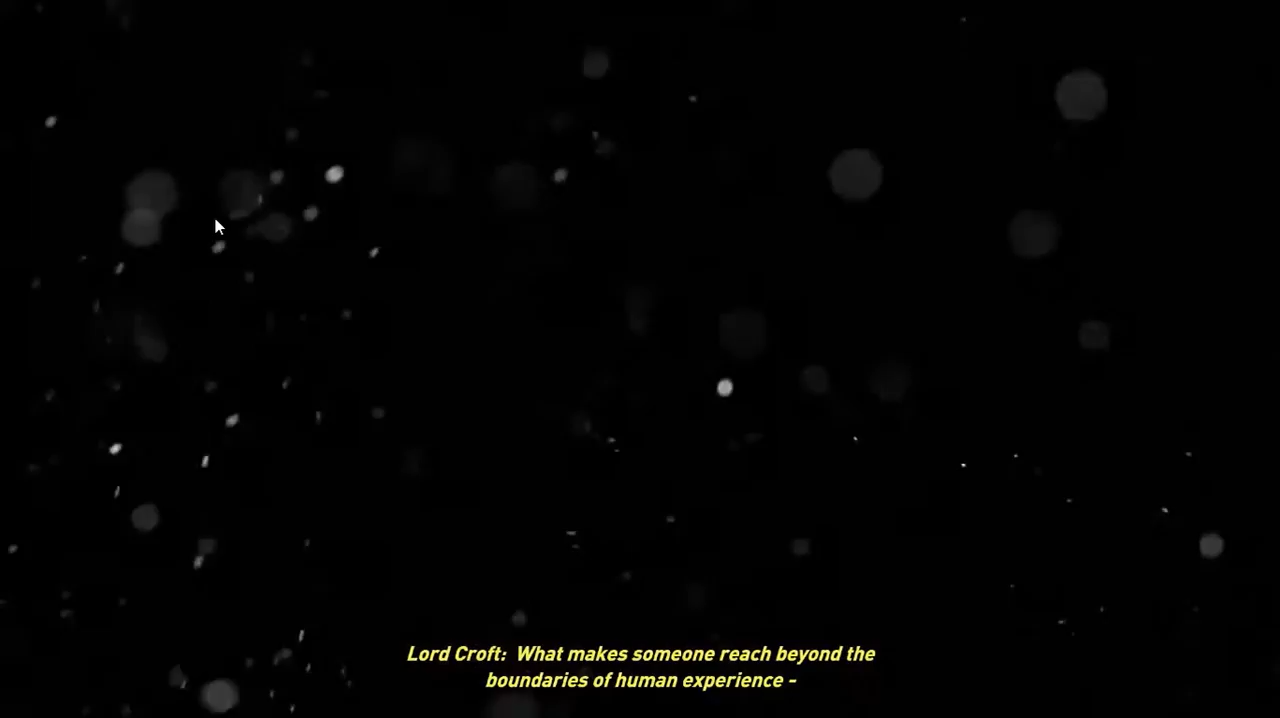 Lord Croft: What makes someone reach beyond the
boundaries of human experience -